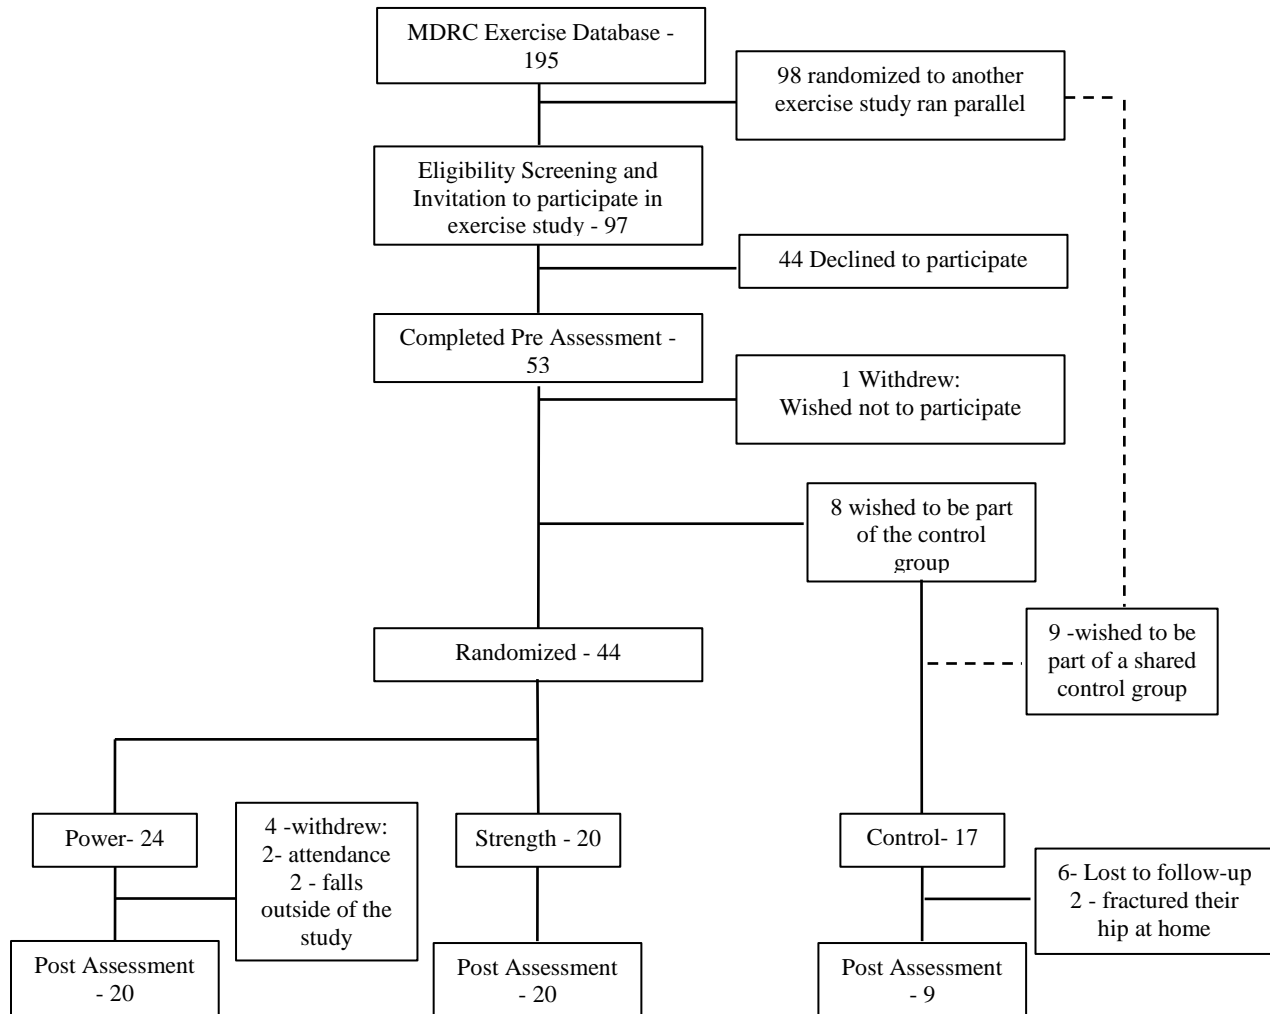 MDRC Exercise Database -
195
98 randomized to another
exercise study ran parallel
Eligibility Screening and
Invitation to participate in
exercise study - 97
44 Declined to participate
Completed Pre Assessment -
53
1 Withdrew:
Wished not to participate
8 wished to be part
of the control
group
9 -wished to be
part of a shared
control group
Randomized - 44
Power- 24
4 -withdrew:
2- attendance
2 - falls
outside of the
study
Strength - 20
Control- 17
6- Lost to follow-up
2 - fractured their
hip at home
Post Assessment
- 20
Post Assessment
- 20
Post Assessment
- 9